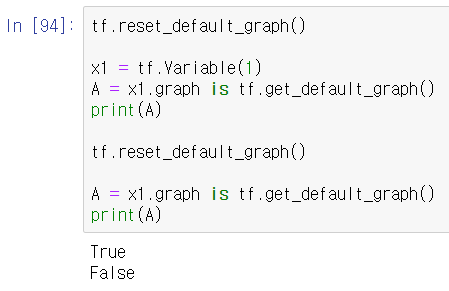 In [94]: tf.reset_default_graph()
x1 = tf.Variable(1)
A = x1.graph is tf.get_default_graph()
print(A)
tf.reset_default_graph()
A = x1.graph is tf.get_default_graph()
print(A)
True
False